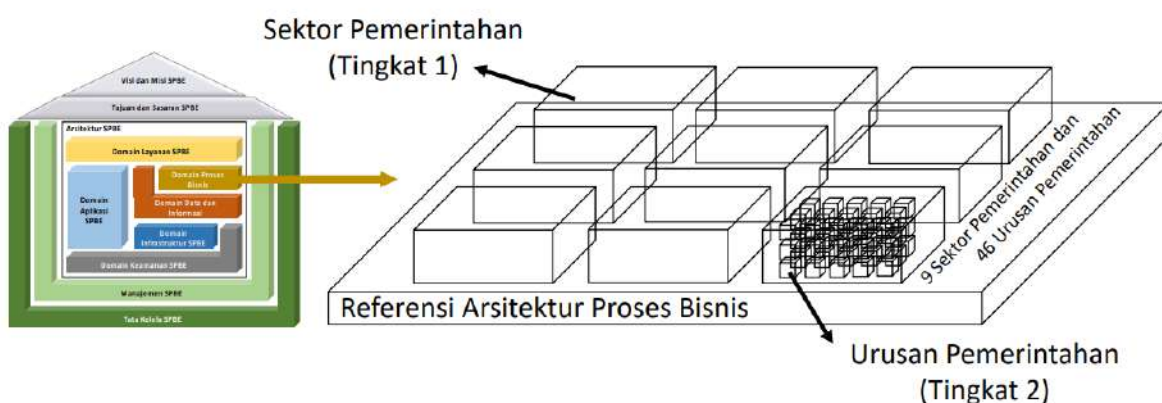 Sektor Pemerintahan
(Tingkat 1)
Visi dan Misi SPBE
Tujuan dan Sasaran SPBE
Arsitektur SPBE
Domain Layanan SPBE
Domain Proses
Bisnis
Domain
Aplikasi
SPBE
Domain Data dan
Informasi
Domain
Infrastruktur SPBE
Domain Keamanan SPBE
Manajemen SPBE
Tata Kelola SPBE
9 Sektor Pemerintahan dan
46 Urusan Pemerintahan
Referensi Arsitektur Proses Bisnis
Urusan Pemerintahan
(Tingkat 2)